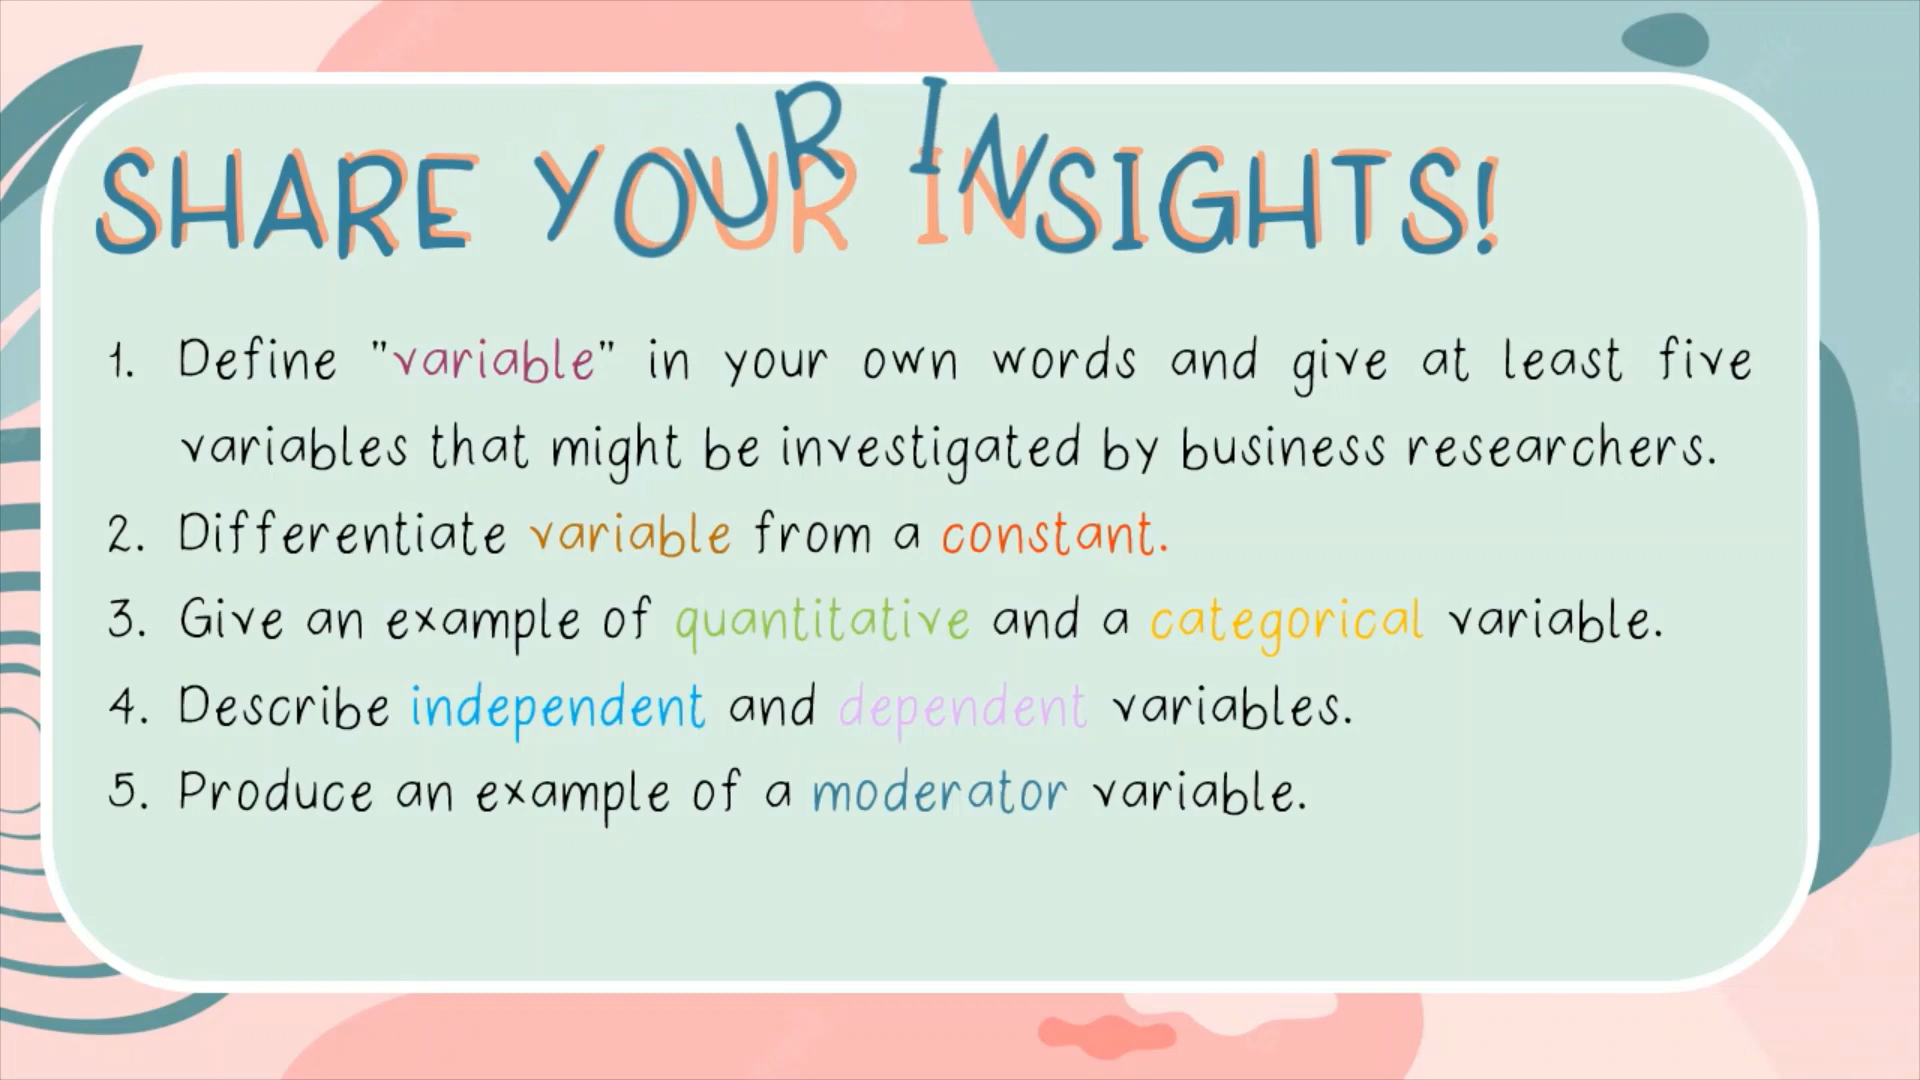 SHARE YOUR INSIGHTS!
1. Define "variable" in your own words and give at least five
variables that might be investigated by business researchers.
2. Differentiate variable from a constant.
3. Give an example of quantitative and a categorical variable.
4. Describe independent and dependent variables.
5. Produce an example of a moderator variable.